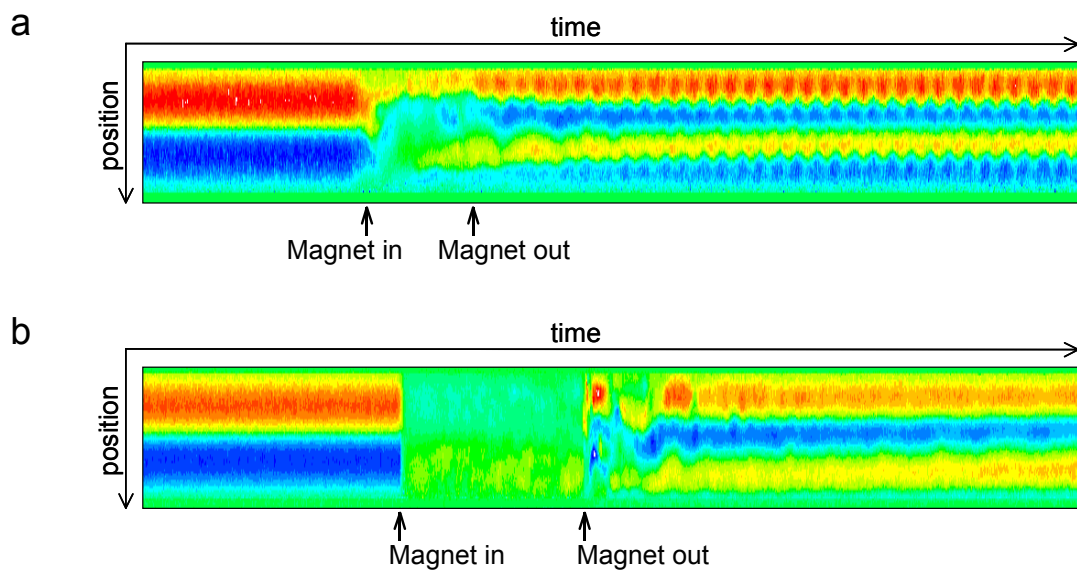 a
time
position
Magnet in
Magnet out
b
time
position
Magnet in
Magnet out